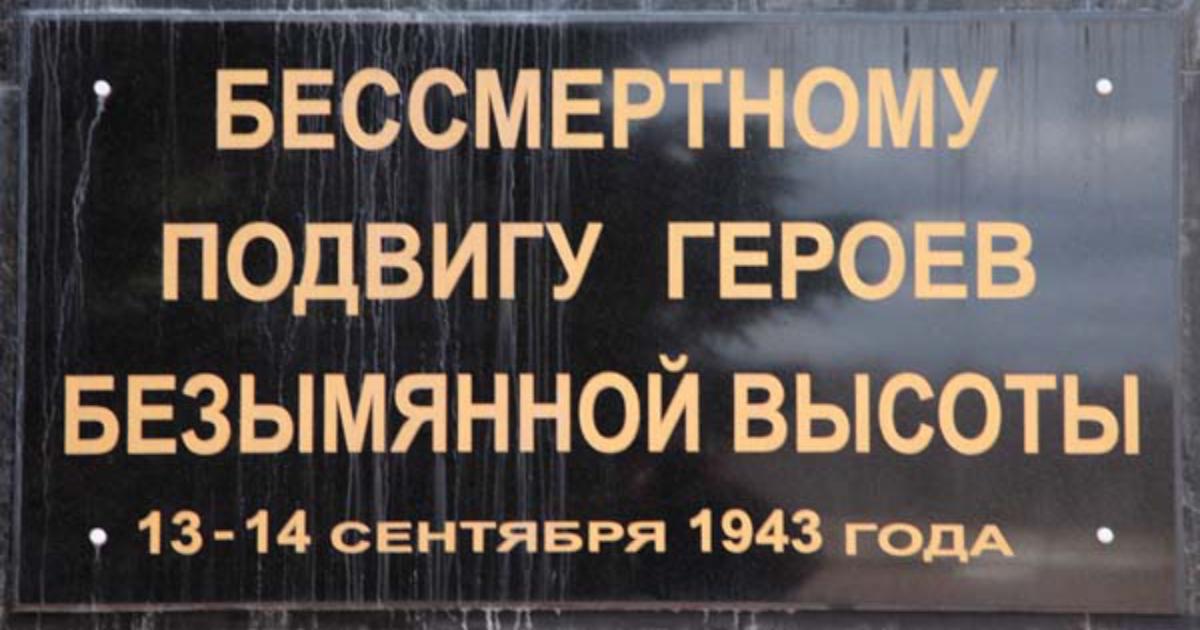 БЕССМЕРТНОМУ
ПОДВИГУ ГЕРОЕВ
БЕЗЫМЯННОЙ ВЫСОТЫ
13-14 СЕНТЯБРЯ 1943 ГОДА